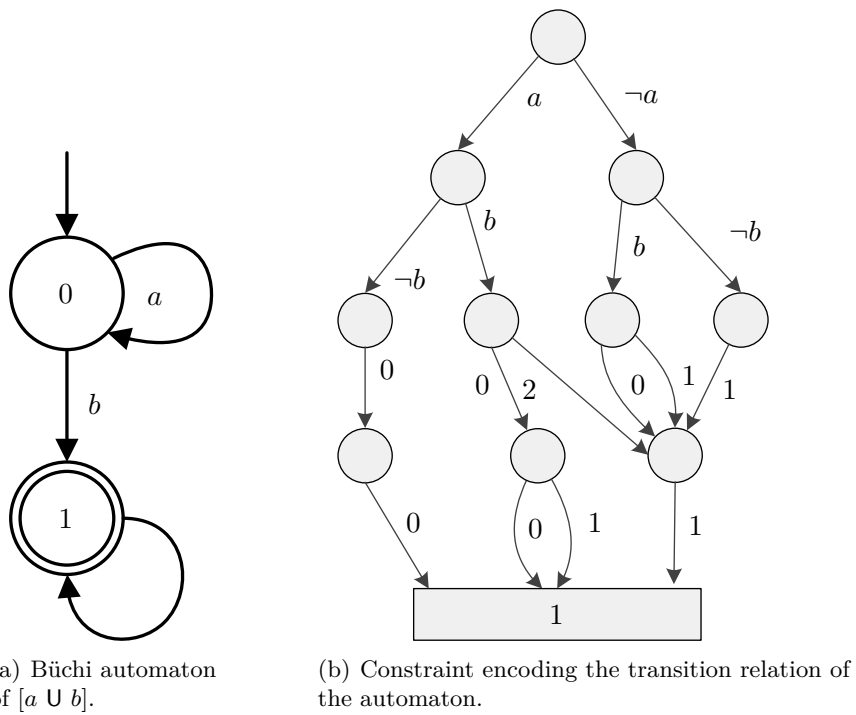 a
¬a
b
¬b
b
¬b
0
a
0
0
2
0
1
1
b
1
0
0
1
1
1
a) Büchi automaton
of [a U b].
(b) Constraint encoding the transition relation of
the automaton.